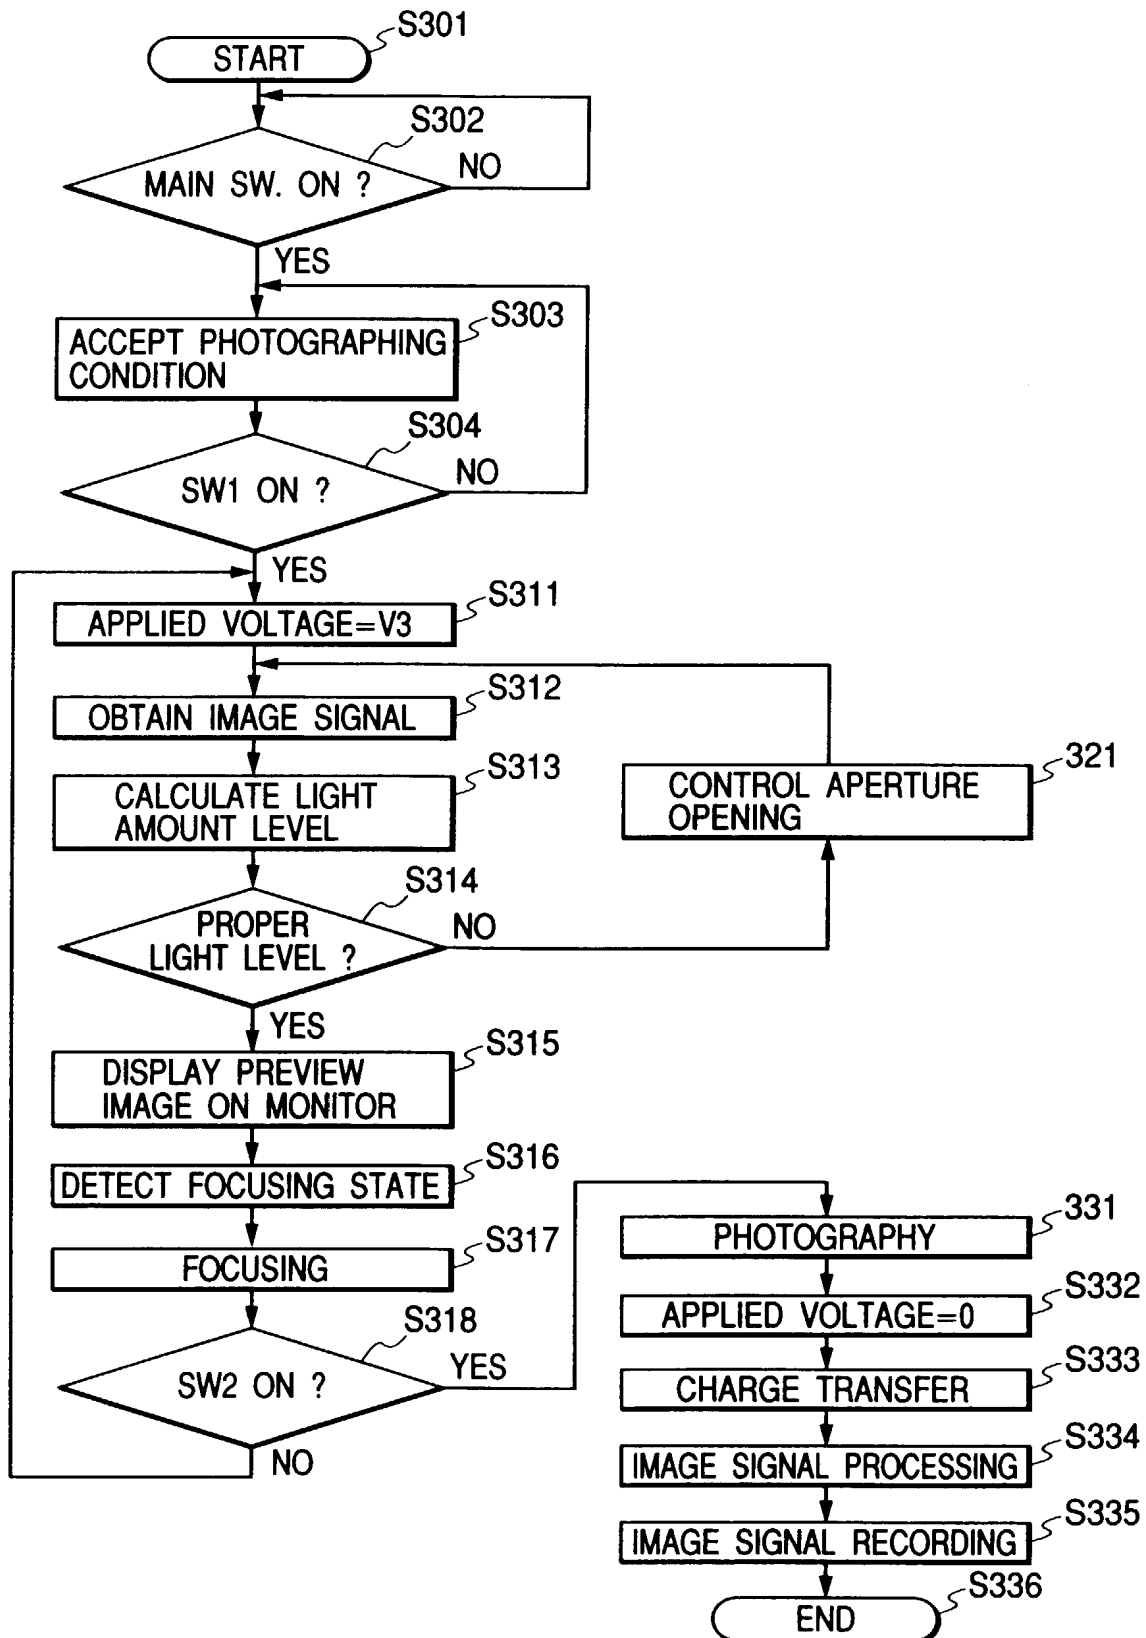 S301
START
S302
MAIN SW. ON ?
NO
YES
S303
ACCEPT PHOTOGRAPHING
CONDITION
S304
SW1 ON ?
NO
YES
S311
APPLIED VOLTAGE=V3
S312
OBTAIN IMAGE SIGNAL
S313
CALCULATE LIGHT
AMOUNT LEVEL
321
CONTROL APERTURE
OPENING
S314
PROPER
LIGHT LEVEL ?
NO
YES
S315
DISPLAY PREVIEW
IMAGE ON MONITOR
S316
DETECT FOCUSING STATE
S317
FOCUSING
S318
SW2 ON ?
YES
NO
331
PHOTOGRAPHY
S332
APPLIED VOLTAGE=0
S333
CHARGE TRANSFER
S334
IMAGE SIGNAL PROCESSING
S335
IMAGE SIGNAL RECORDING
S336
END